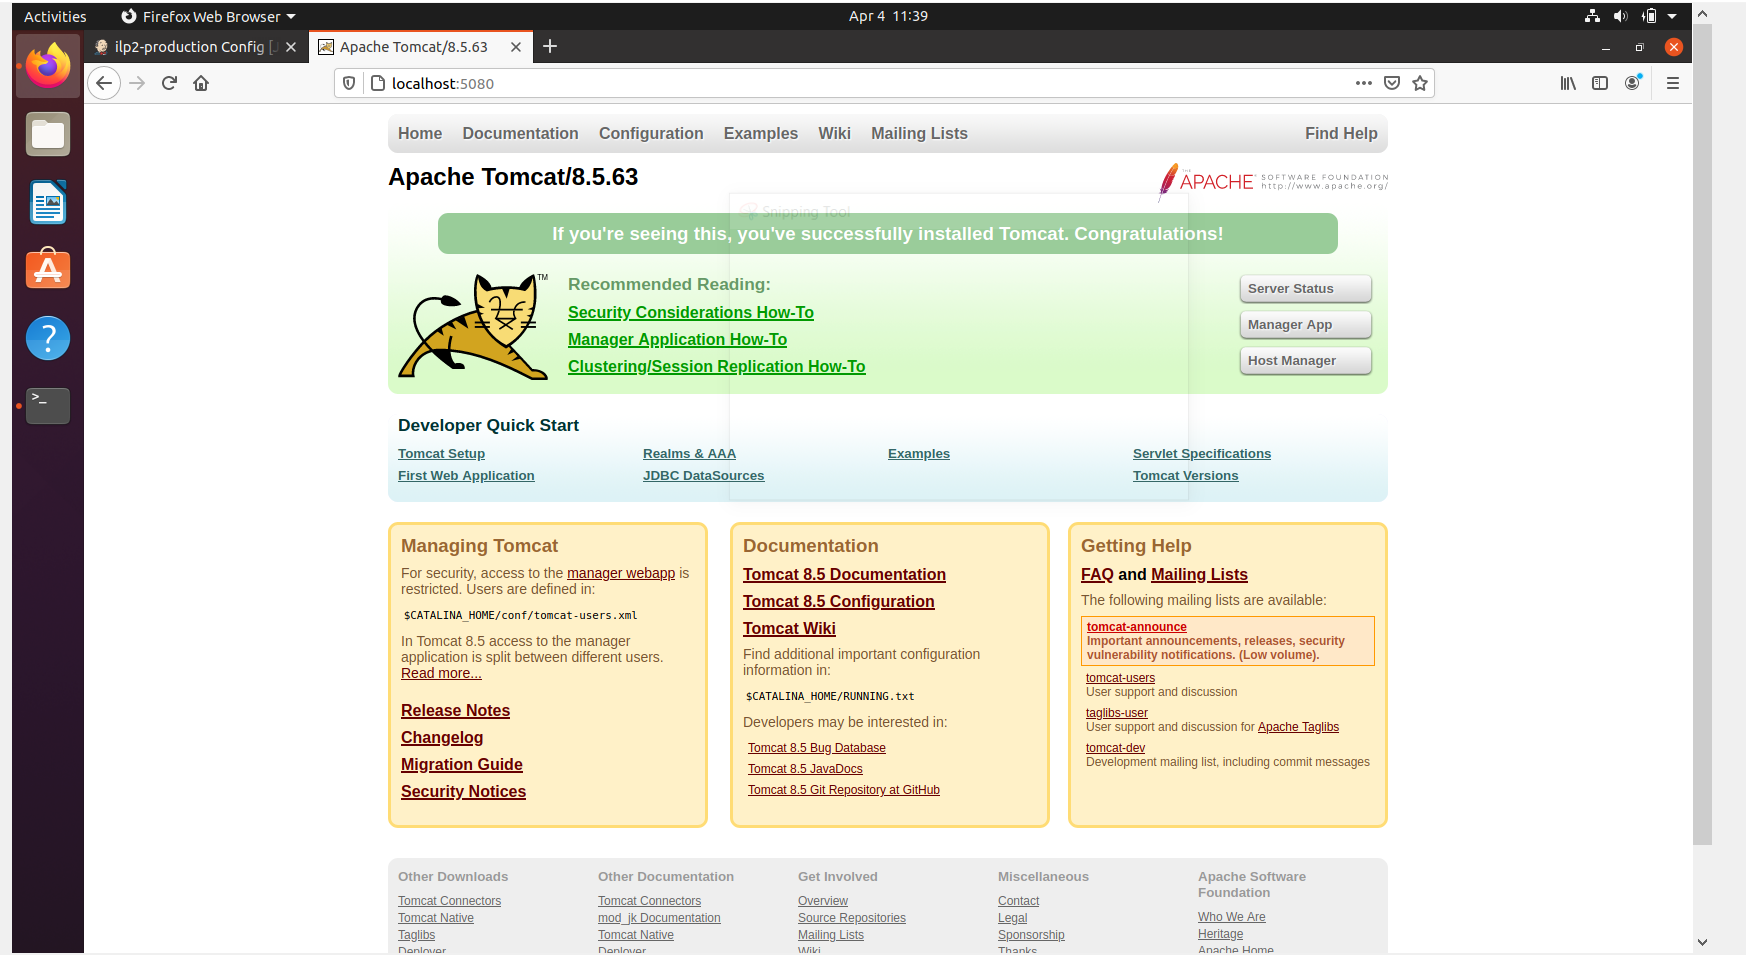 Activities Firefox Web Browser Apr 4 11:39
ilp2-production Config [J Apache Tomcat/8.5.63
localhost:5080
Home Documentation Configuration Examples Wiki Mailing Lists Find Help
Apache Tomcat/8.5.63
THE APACHE SOFTWARE FOUNDATION
http://www.apache.org/
Snipping Tool
If you're seeing this, you've successfully installed Tomcat. Congratulations!
TM
Recommended Reading:
Security Considerations How-To
Manager Application How-To
Clustering/Session Replication How-To
Server Status
Manager App
Host Manager
Developer Quick Start
Tomcat Setup Realms & AAA Examples Servlet Specifications
First Web Application JDBC DataSources Tomcat Versions
Managing Tomcat
For security, access to the manager webapp is
restricted. Users are defined in:
$CATALINA_HOME/conf/tomcat-users.xml
In Tomcat 8.5 access to the manager
application is split between different users.
Read more...
Release Notes
Changelog
Migration Guide
Security Notices
Documentation
Tomcat 8.5 Documentation
Tomcat 8.5 Configuration
Tomcat Wiki
Find additional important configuration
information in:
$CATALINA_HOME/RUNNING.txt
Developers may be interested in:
Tomcat 8.5 Bug Database
Tomcat 8.5 JavaDocs
Tomcat 8.5 Git Repository at GitHub
Getting Help
FAQ and Mailing Lists
The following mailing lists are available:
tomcat-announce
Important announcements, releases, security
vulnerability notifications. (Low volume).
tomcat-users
User support and discussion
taglibs-user
User support and discussion for Apache Taglibs
tomcat-dev
Development mailing list, including commit messages
Other Downloads
Tomcat Connectors
Tomcat Native
Taglibs
Deployer
Other Documentation
Tomcat Connectors
mod_jk Documentation
Tomcat Native
Deployer
Get Involved
Overview
Source Repositories
Mailing Lists
Wiki
Miscellaneous
Contact
Legal
Sponsorship
Thanks
Apache Software
Foundation
Who We Are
Heritage
Apache Home